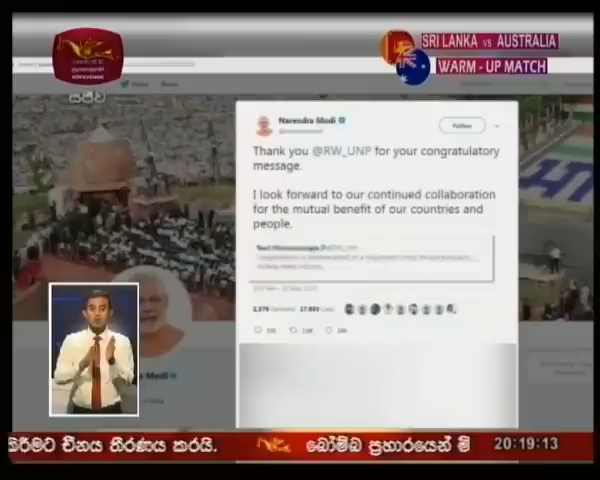 SRI LANKA vs AUSTRALIA
WARM - UP MATCH
සජීව
Narendra Modi
Follow
Thank you @RW_UNP for your congratulatory
message.
I look forward to our continued collaboration
for the mutual benefit of our countries and
people.
Modi
කිරීමට චීනය තීරණය කරයි. බෝම්බ ප්‍රහාරයෙන් මි 20:19:13